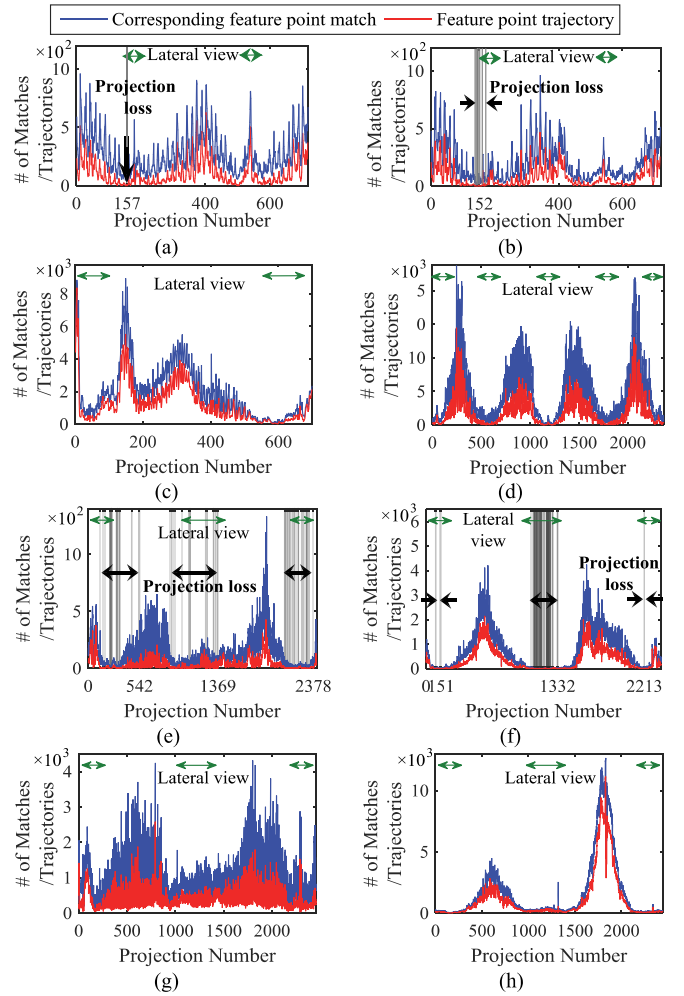 Corresponding feature point match Feature point trajectory
×10²
Lateral view
Projection loss
# of Matches /Trajectories
10
5
0
0 157 400 600
Projection Number
(a)
×10²
Lateral view
Projection loss
# of Matches /Trajectories
10
5
0
0 152 400 600
Projection Number
(b)
×10³
Lateral view
# of Matches /Trajectories
8
6
4
2
0
0 200 400 600
Projection Number
(c)
×10³
Lateral view
# of Matches /Trajectories
0
0
10
5
0
0 500 1000 1500 2000
Projection Number
(d)
×10²
Lateral view
Projection loss
# of Matches /Trajectories
10
5
0
0 542 1369 2378
Projection Number
(e)
×10³
Lateral view
Projection loss
# of Matches /Trajectories
6
5
4
3
2
1
0
0151 1332 2213
Projection Number
(f)
×10³
Lateral view
# of Matches /Trajectories
4
3
2
1
0
0 500 1000 1500 2000
Projection Number
(g)
×10³
Lateral view
# of Matches /Trajectories
10
5
0
0 500 1000 1500 2000
Projection Number
(h)